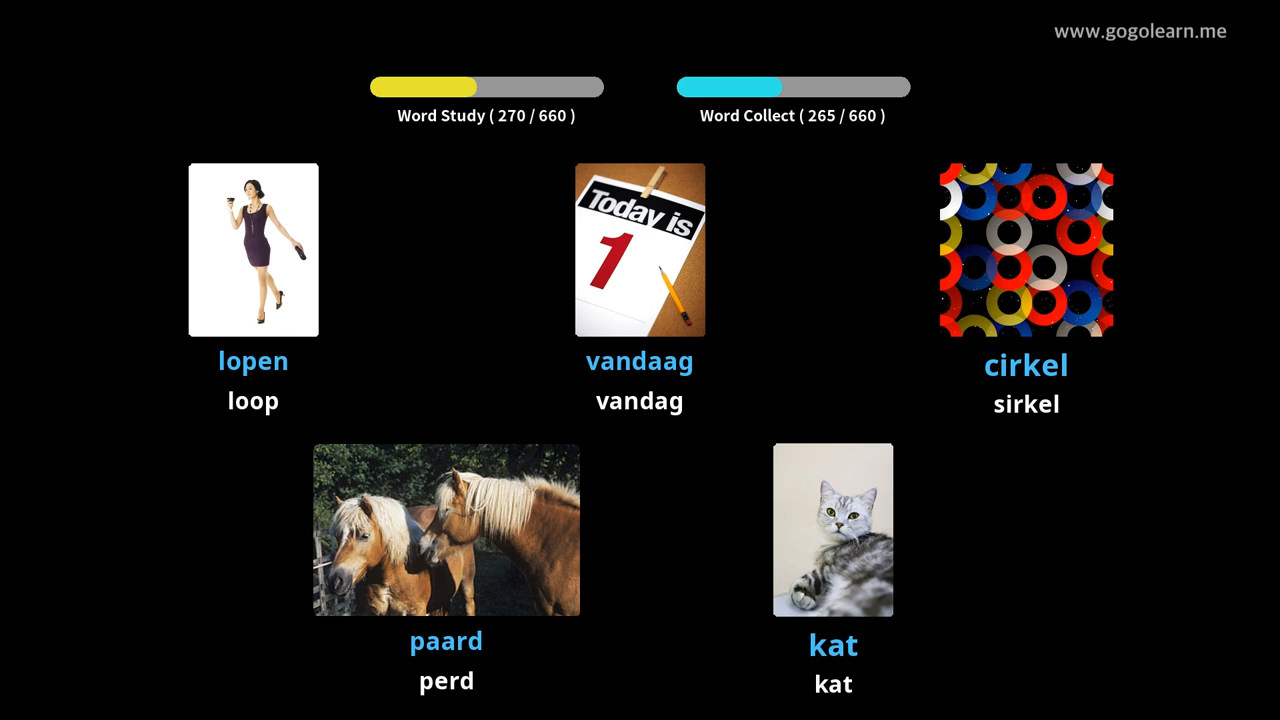 www.gogolearn.me
Word Study ( 270 / 660 )
Word Collect ( 265 / 660 )
Today is
1
lopen
loop
vandaag
vandag
cirkel
sirkel
paard
perd
kat
kat